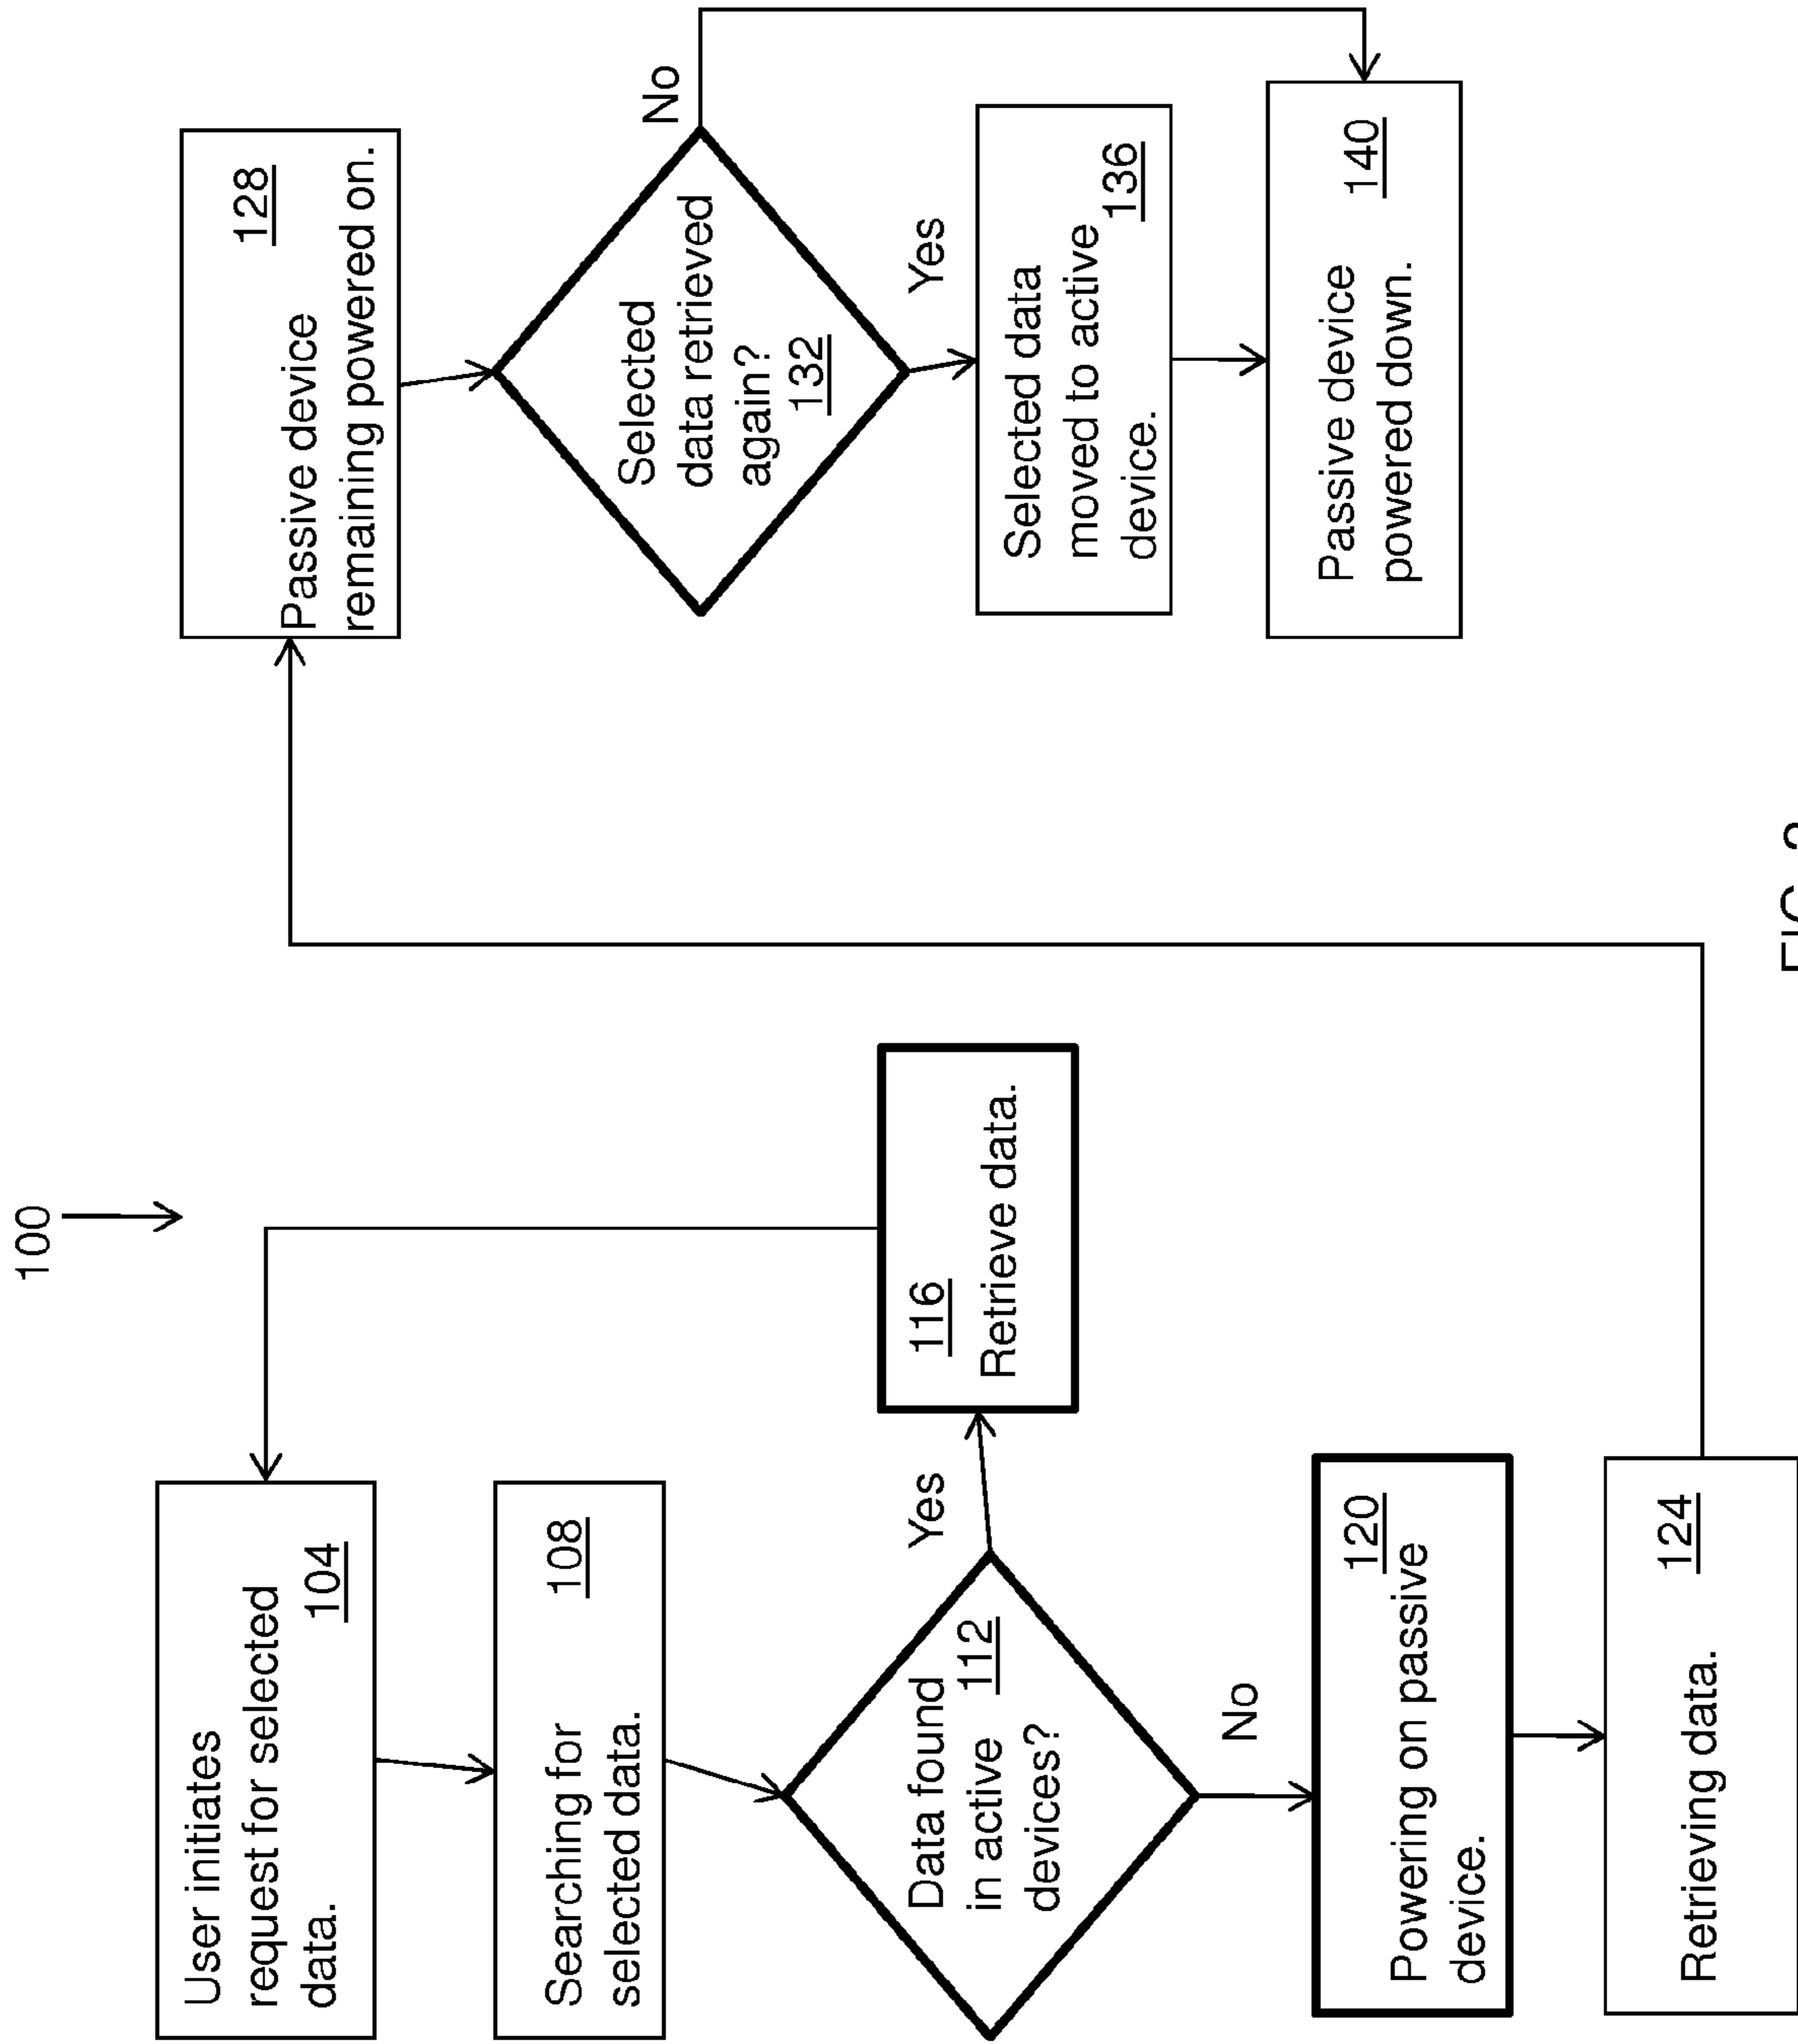 100
User initiates
request for selected
data. 104
Searching for 108
selected data.
Data found
in active 112
devices?
Yes
116
Retrieve data.
No
Powering on passive
device. 120
Retrieving data. 124
128
Passive device
remaining powered on.
Selected
data retrieved
again?
132
No
Yes
Selected data
moved to active
device. 136
Passive device
powered down. 140
FIG.